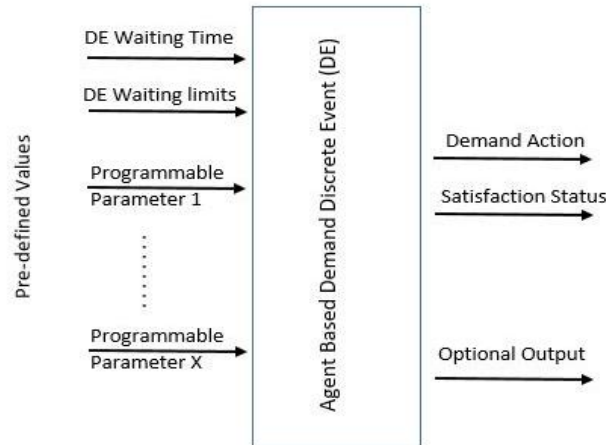 Pre-defined Values
DE Waiting Time
DE Waiting limits
Programmable
Parameter 1
Programmable
Parameter X
Agent Based Demand Discrete Event (DE)
Demand Action
Satisfaction Status
Optional Output